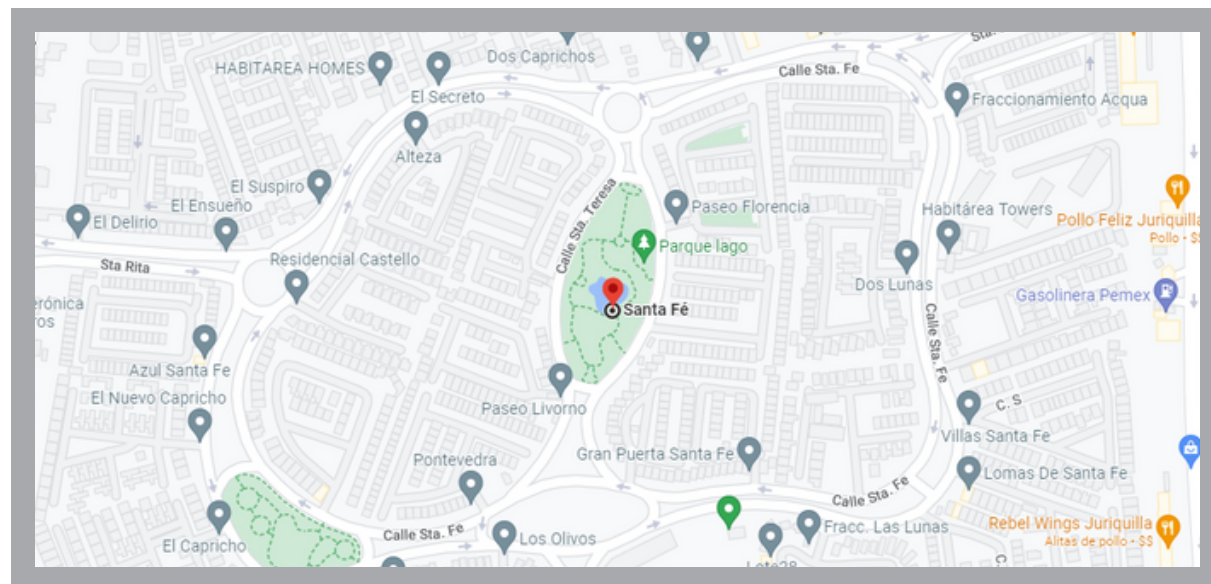 Dos Caprichos
HABITAREA HOMES
Calle Sta. Fe
El Secreto
Fraccionamiento Acqua
Alteza
El Suspiro
El Ensueño
El Delirio
Calle Sta. Teresa
Paseo Florencia
Habitárea Towers
Pollo Feliz Juriquilla
Pollo - $
Parque lago
Residencial Castello
Sta Rita
Dos Lunas
Gasolinera Pemex
Santa Fé
Calle Sta. Fe
Azul Santa Fe
El Nuevo Capricho
Paseo Livorno
C. S
Villas Santa Fe
Gran Puerta Santa Fe
Pontevedra
Lomas De Santa Fe
Calle Sta. Fe
Fracc. Las Lunas
Rebel Wings Juriquilla
Alitas de pollo - $$
Calle Sta. Fe
Los Olivos
El Capricho